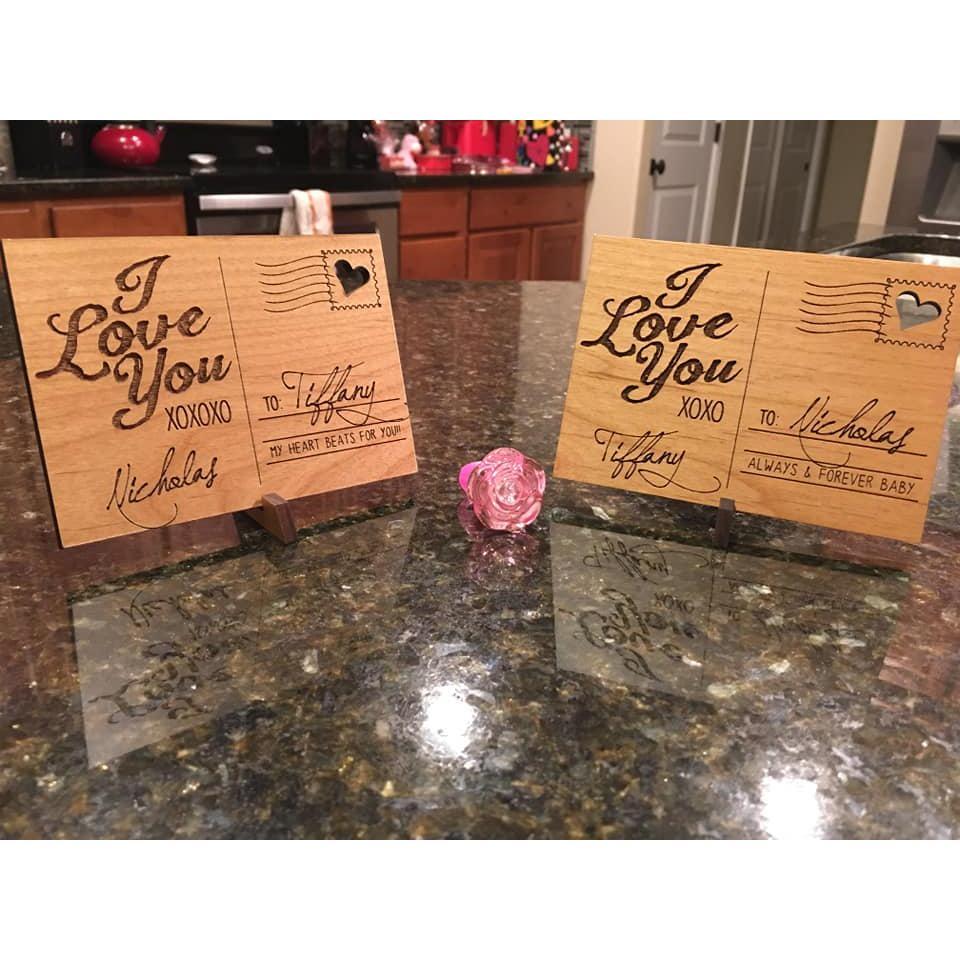 I
Love
You
XOXOXO
Nicholas
TO: Tiffany
MY HEART BEATS FOR YOU!!
I
Love
You
XOXO
Tiffany
TO: Nicholas
ALWAYS & FOREVER BABY